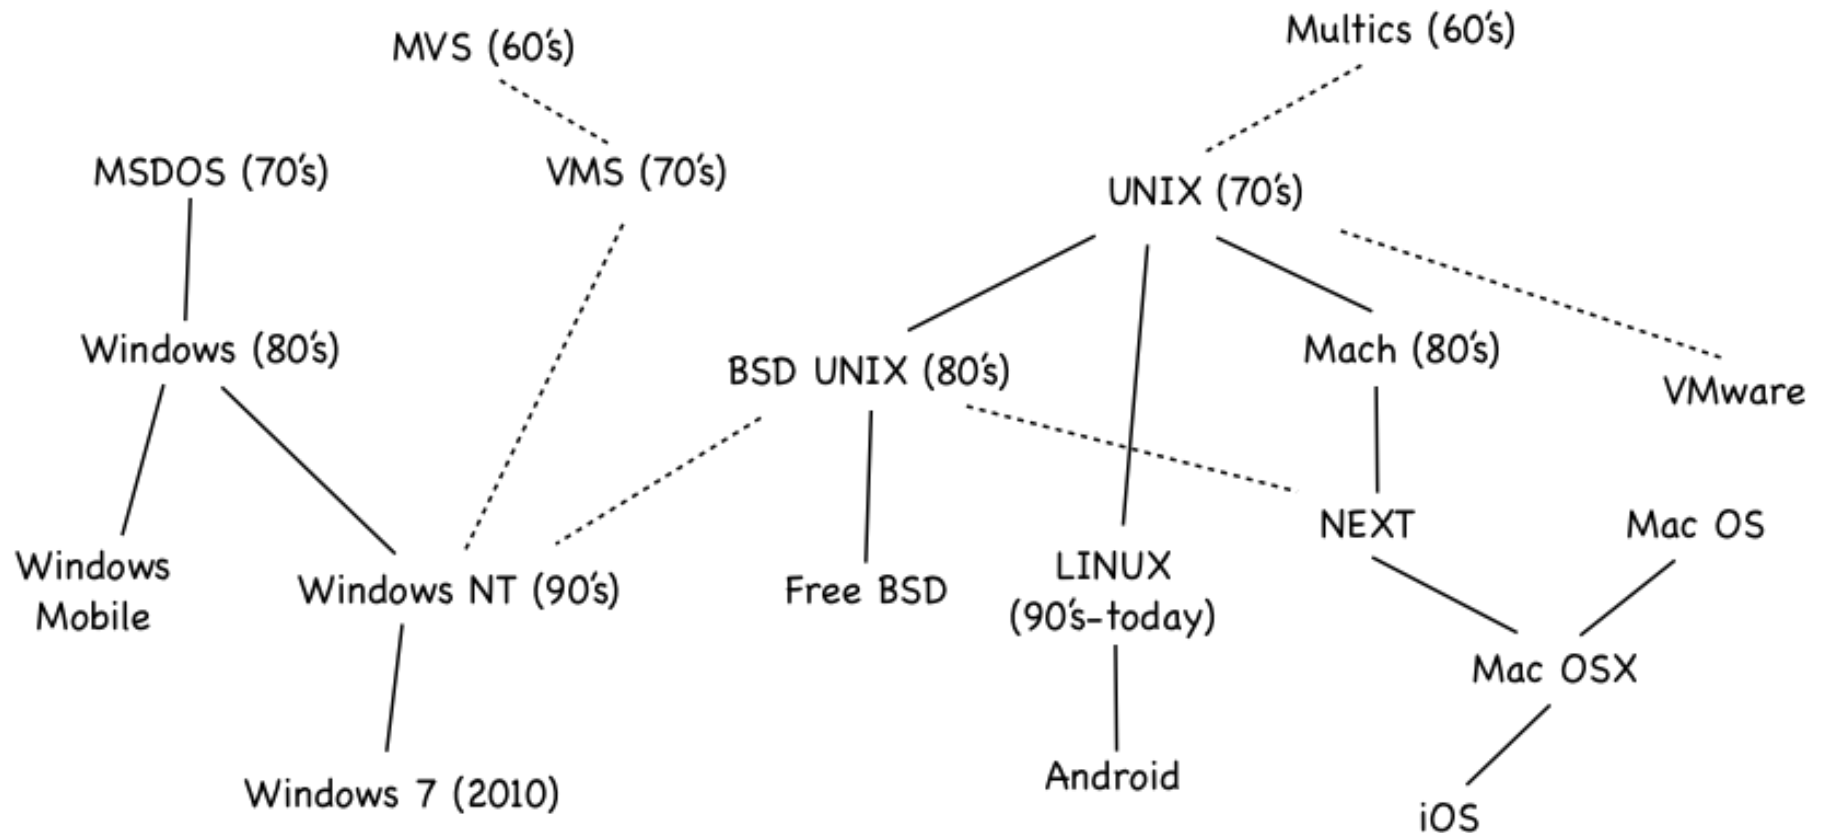 MVS (60's)
Multics (60's)
MSDOS (70's)
VMS (70's)
UNIX (70's)
Windows (80's)
BSD UNIX (80's)
Mach (80's)
VMware
NEXT
Mac OS
Windows
Mobile
Windows NT (90's)
Free BSD
LINUX
(90's-today)
Mac OSX
Windows 7 (2010)
Android
iOS